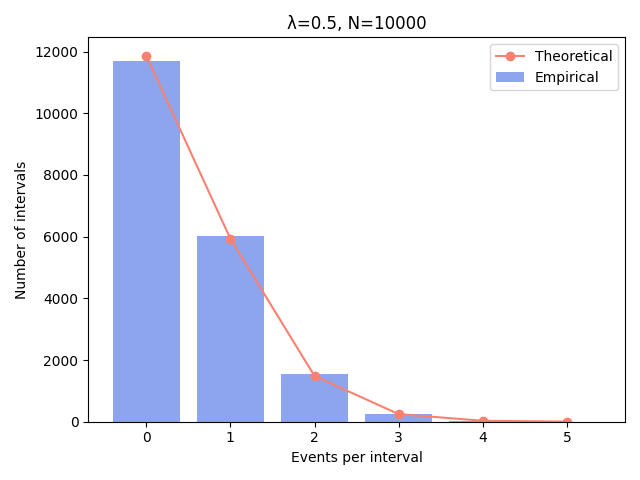 λ=0.5, N=10000
Theoretical
Empirical
12000
10000
8000
6000
4000
2000
0
Number of intervals
0 1 2 3 4 5
Events per interval